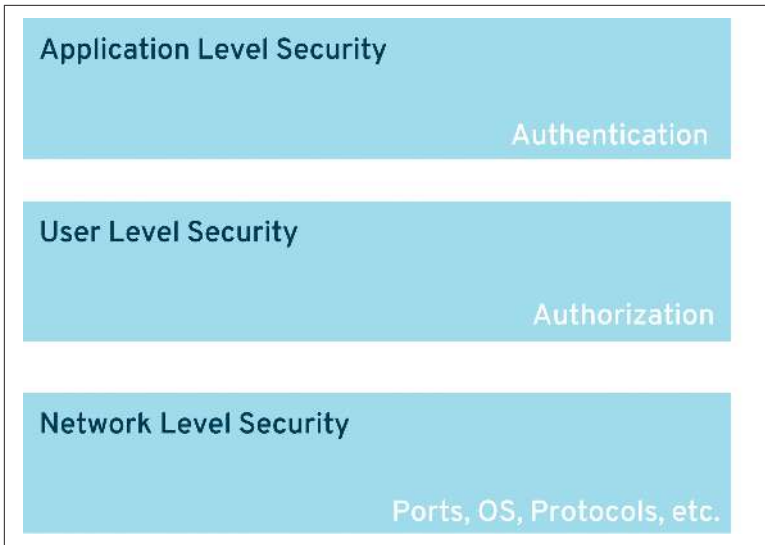 Application Level Security
Authentication
User Level Security
Authorization
Network Level Security
Ports, OS, Protocols, etc.